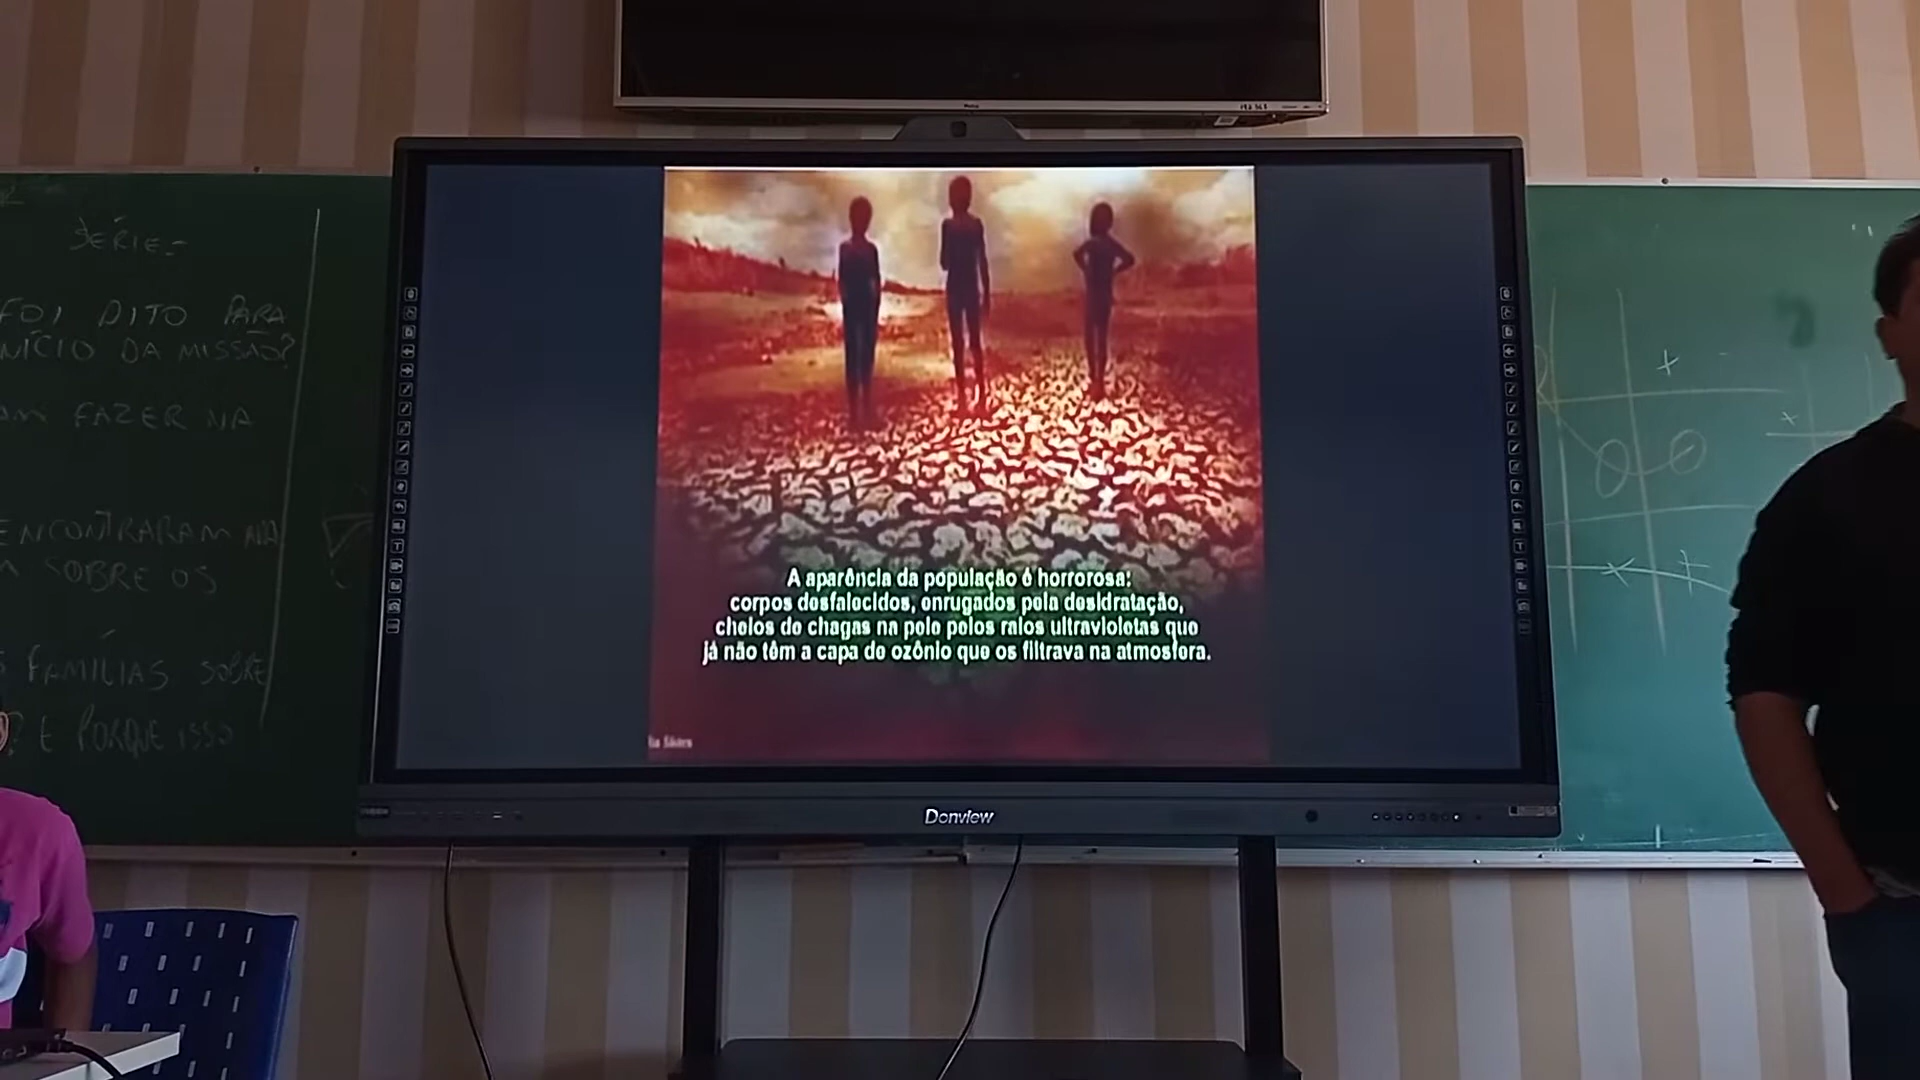 SÉRIE-
FOI DITO PARA
NÍCIO DA MISSÃO?
AM FAZER NA
ENCONTRARAM NA
SOBRE OS
FAMÍLIAS SOBRE
? E PORQUE ISSO
A aparência da população é horrorosa:
corpos desfalecidos, enrugados pela desidratação,
cheios de chagas na pele pelos raios ultravioletas que
já não têm a capa de ozônio que os filtrava na atmosfera.
Donview